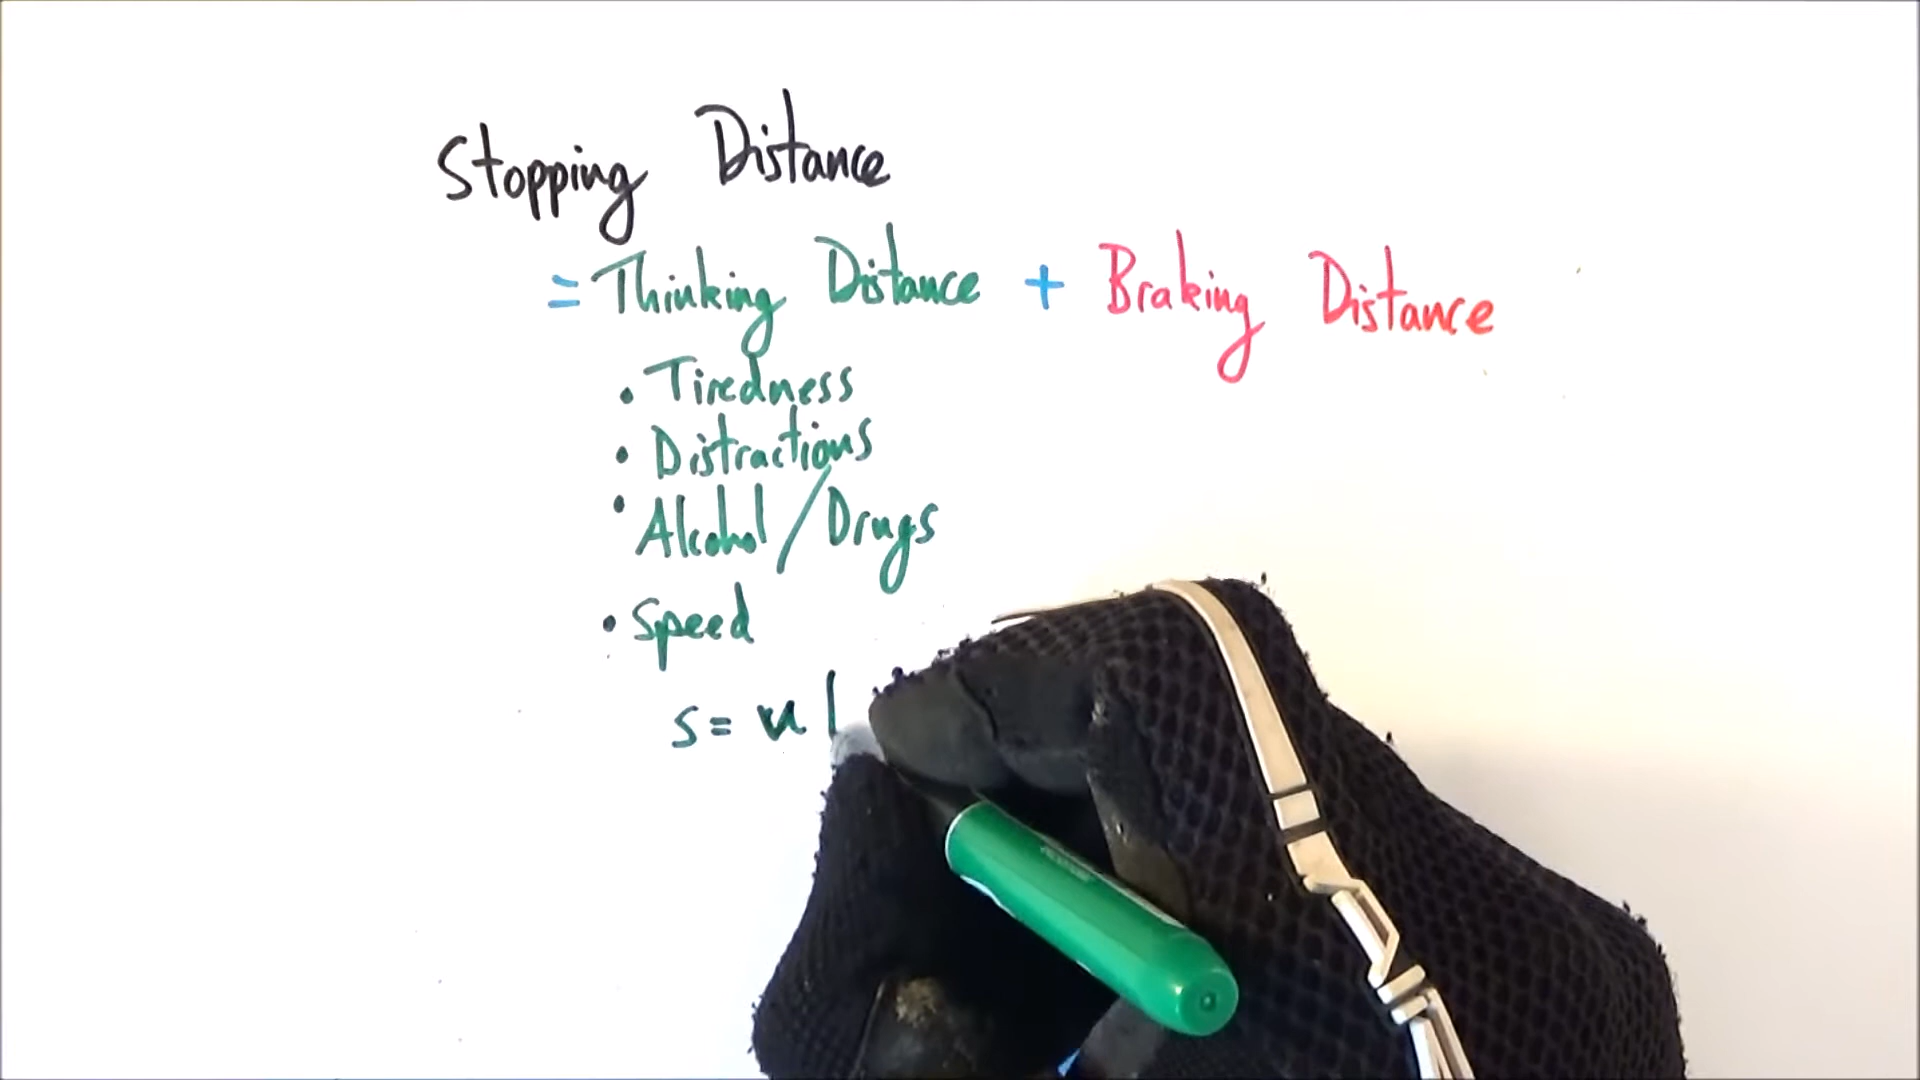 Stopping Distance
= Thinking Distance + Braking Distance
• Tiredness
• Distractions
• Alcohol/Drugs
• Speed
s = u